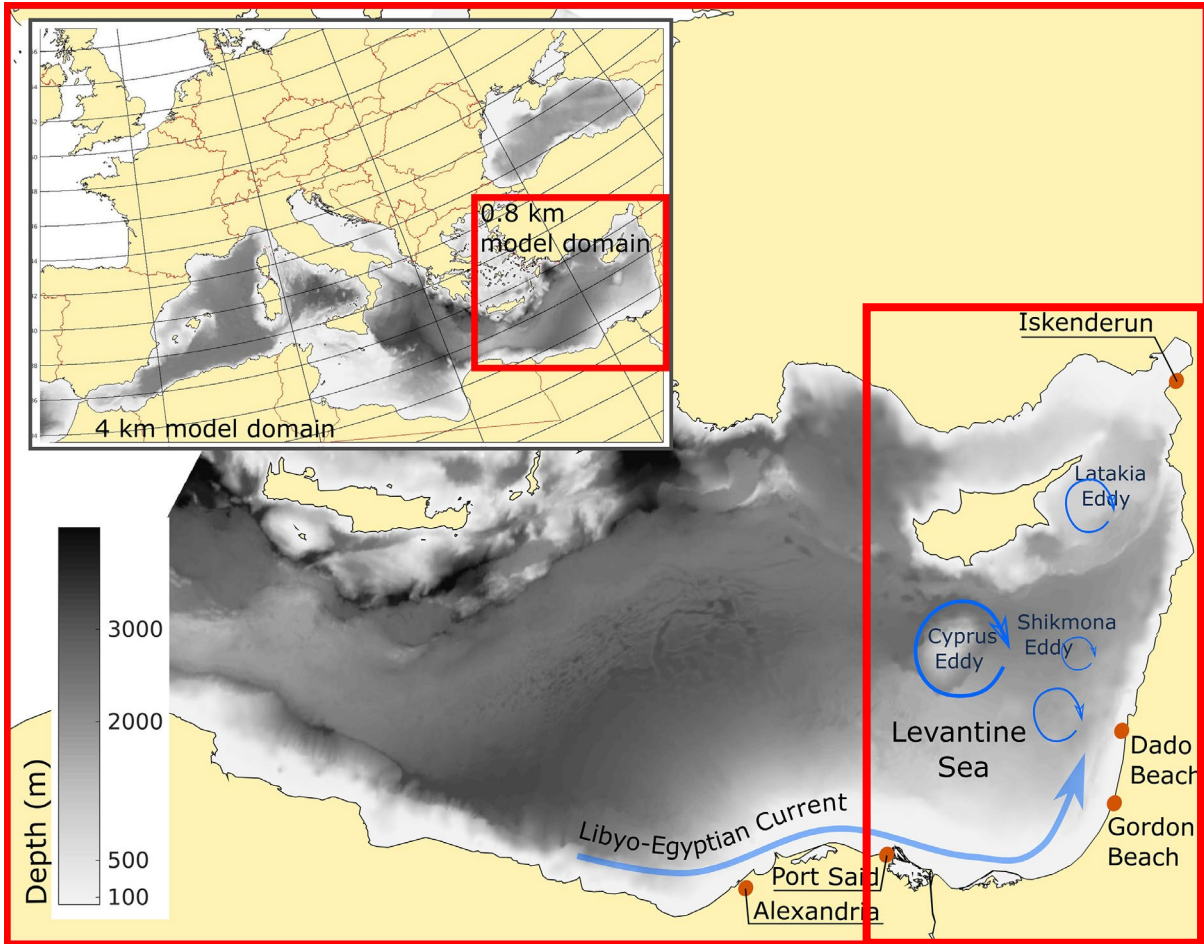 0.8 km
model domain
4 km model domain
Iskenderun
Latakia
Eddy
Cyprus
Eddy
Shikmona
Eddy
Levantine
Sea
Dado
Beach
Gordon
Beach
Libyo-Egyptian Current
Port Said
Alexandria
Depth (m)
3000
2000
500
100